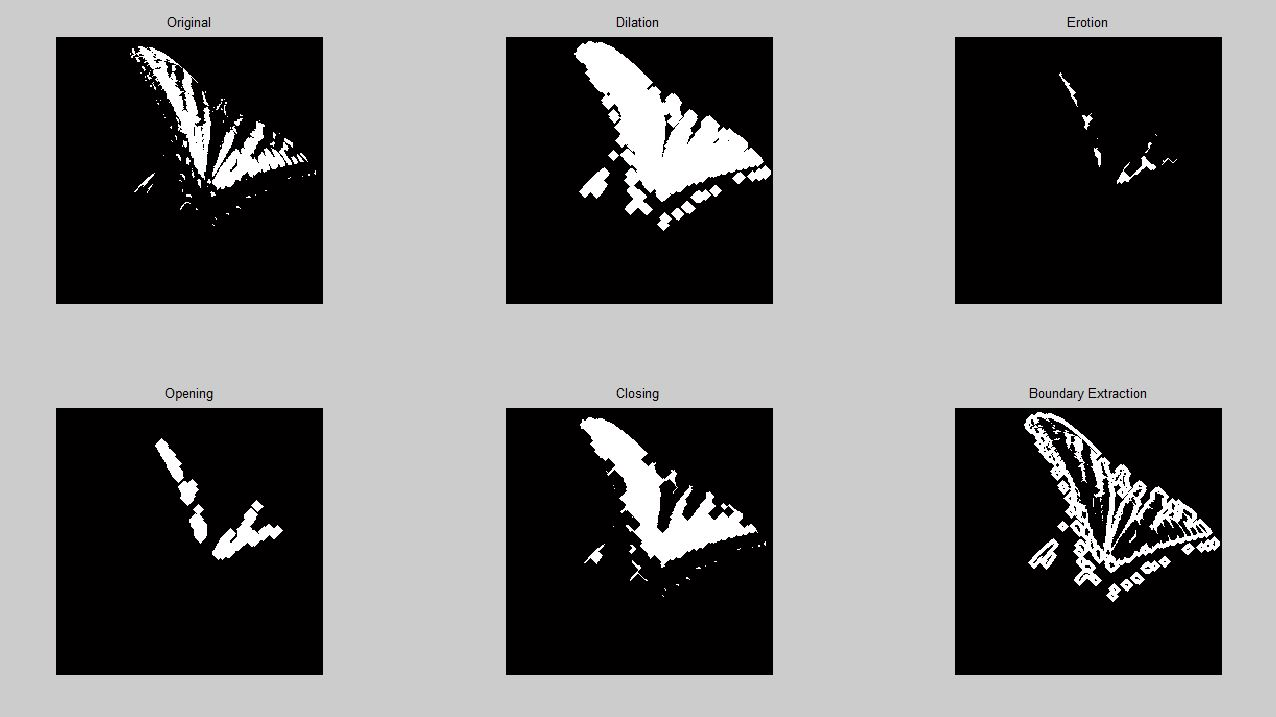 Original
Dilation
Erotion
Opening
Closing
Boundary Extraction